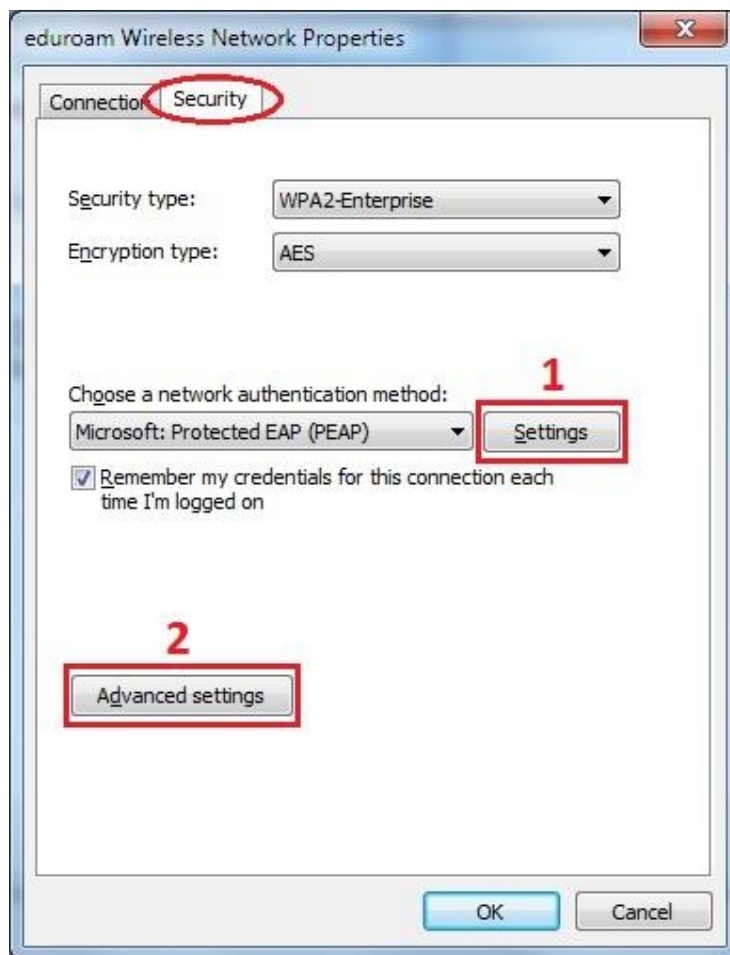 eduroam Wireless Network Properties
X
Connection Security
Security type: WPA2-Enterprise
Encryption type: AES
1
Choose a network authentication method:
Microsoft: Protected EAP (PEAP) Settings
Remember my credentials for this connection each
time I'm logged on
2
Advanced settings
OK Cancel